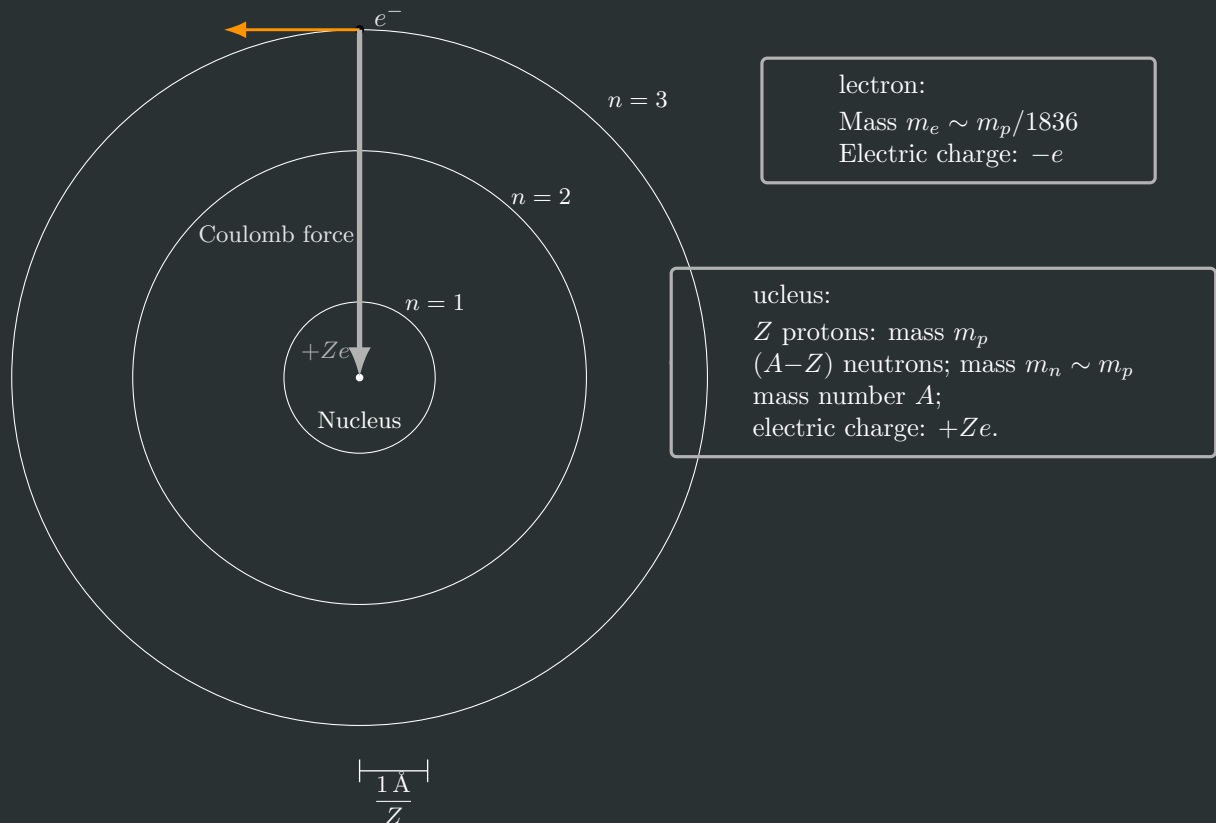 e⁻
n = 3
lectron:
Mass mₑ ∼ mₚ/1836
Electric charge: −e
n = 2
Coulomb force
n = 1
+Ze
Nucleus
ucleus:
Z protons: mass mₚ
(A−Z) neutrons; mass mₙ ∼ mₚ
mass number A;
electric charge: +Ze.
1 Å
Z